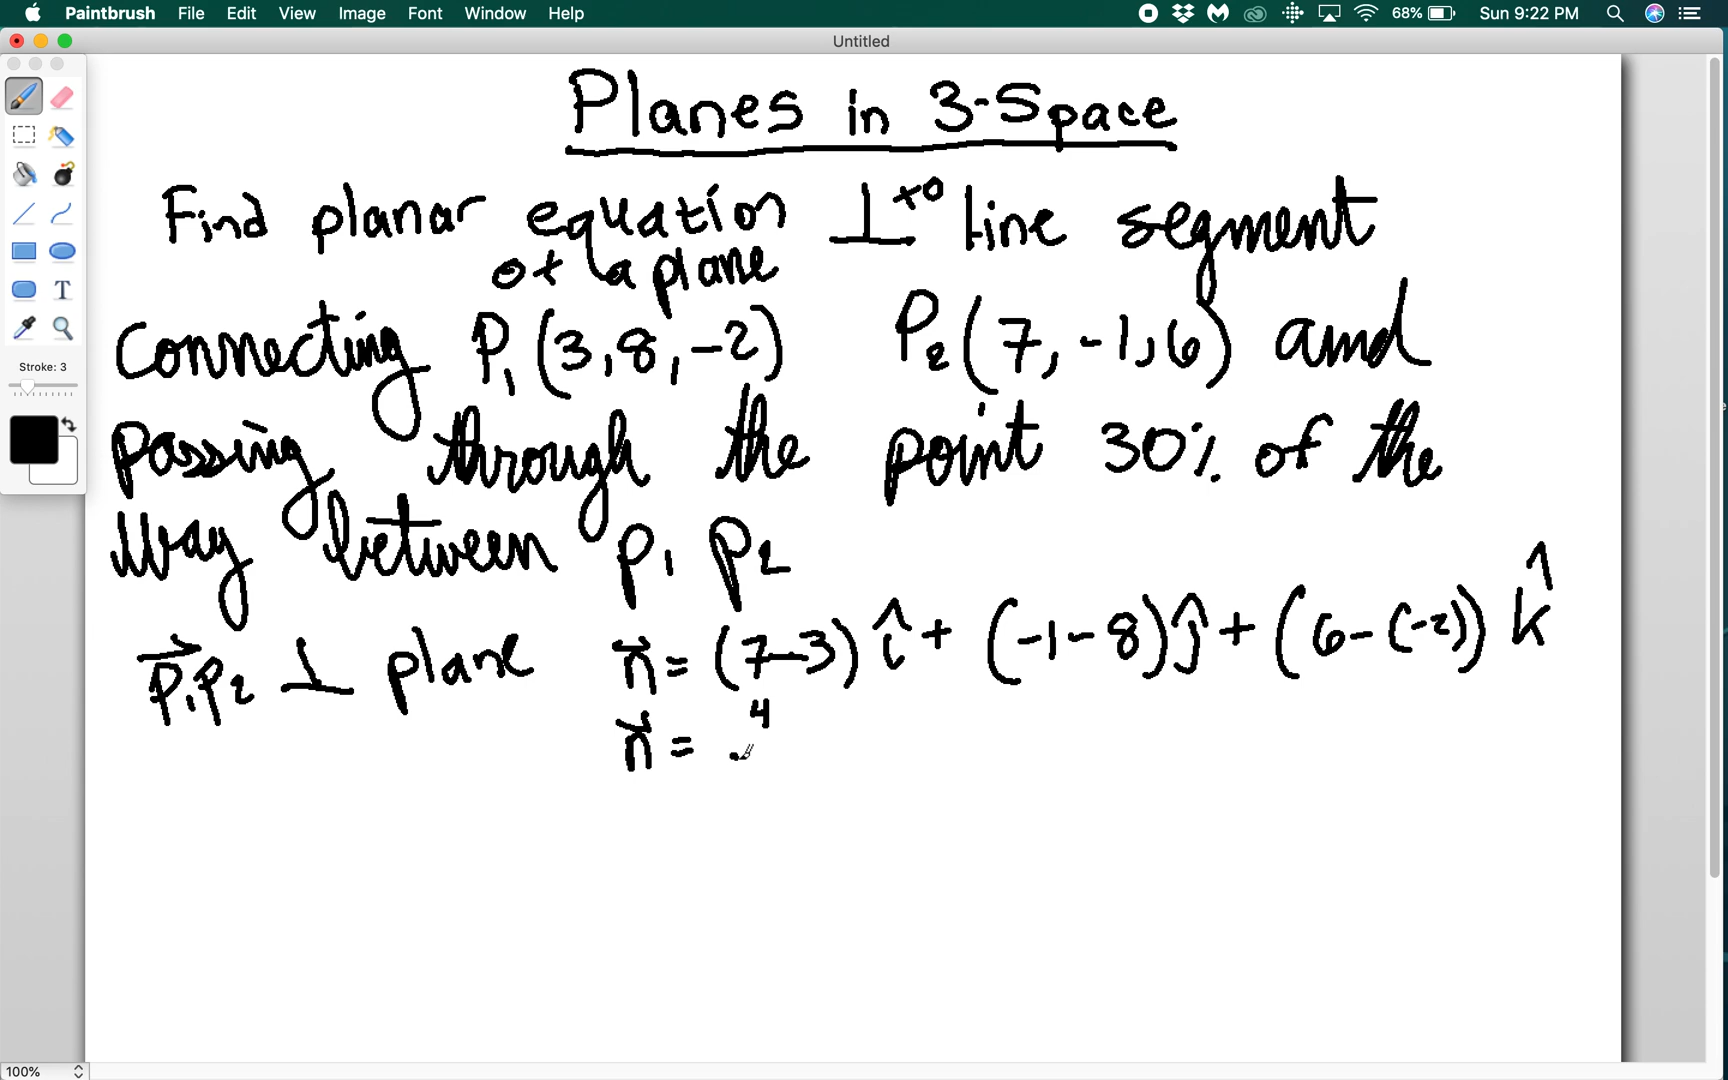 Paintbrush File Edit View Image Font Window Help 68% Sun 9:22 PM
Untitled
Planes in 3-Space
Find planar equation ⊥ to line segment
of a plane
connecting P₁(3,8,-2) P₂(7,-1,6) and
passing through the point 30% of the
way between P₁ P₂
P₁P₂ ⊥ plane n⃗ = (7-3) î + (-1-8) ĵ + (6-(-2)) k̂
4
n⃗ =
T
Stroke: 3
100%